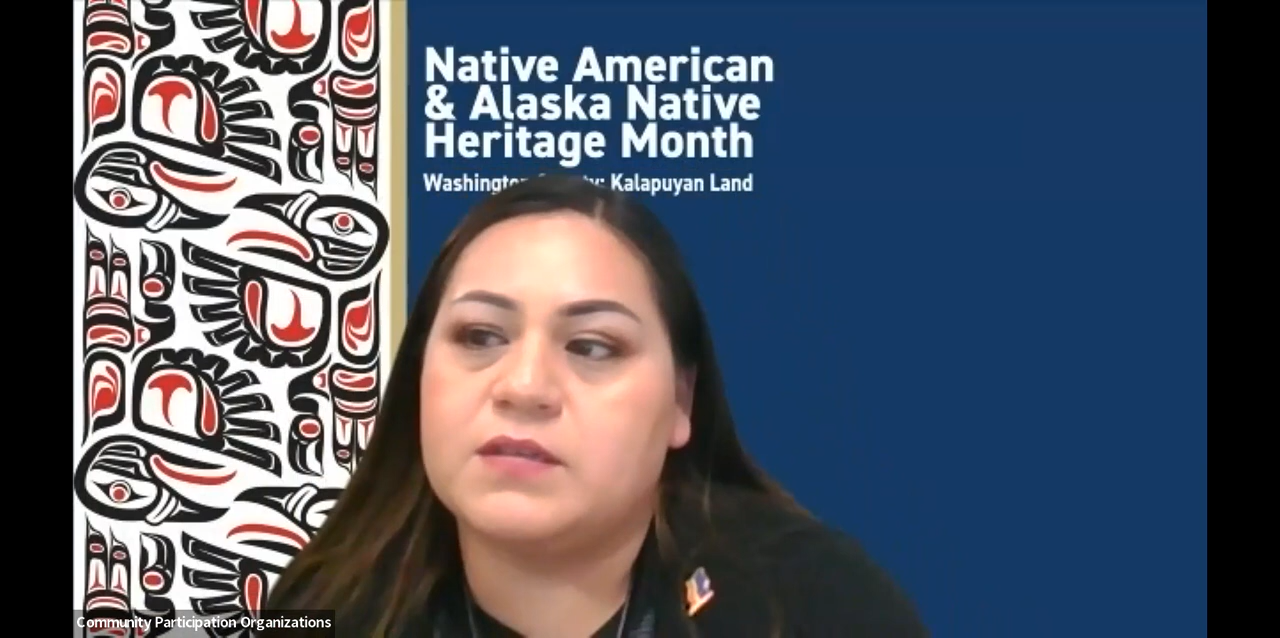 Native American
& Alaska Native
Heritage Month
Kalapuyan Land
Community Participation Organizations